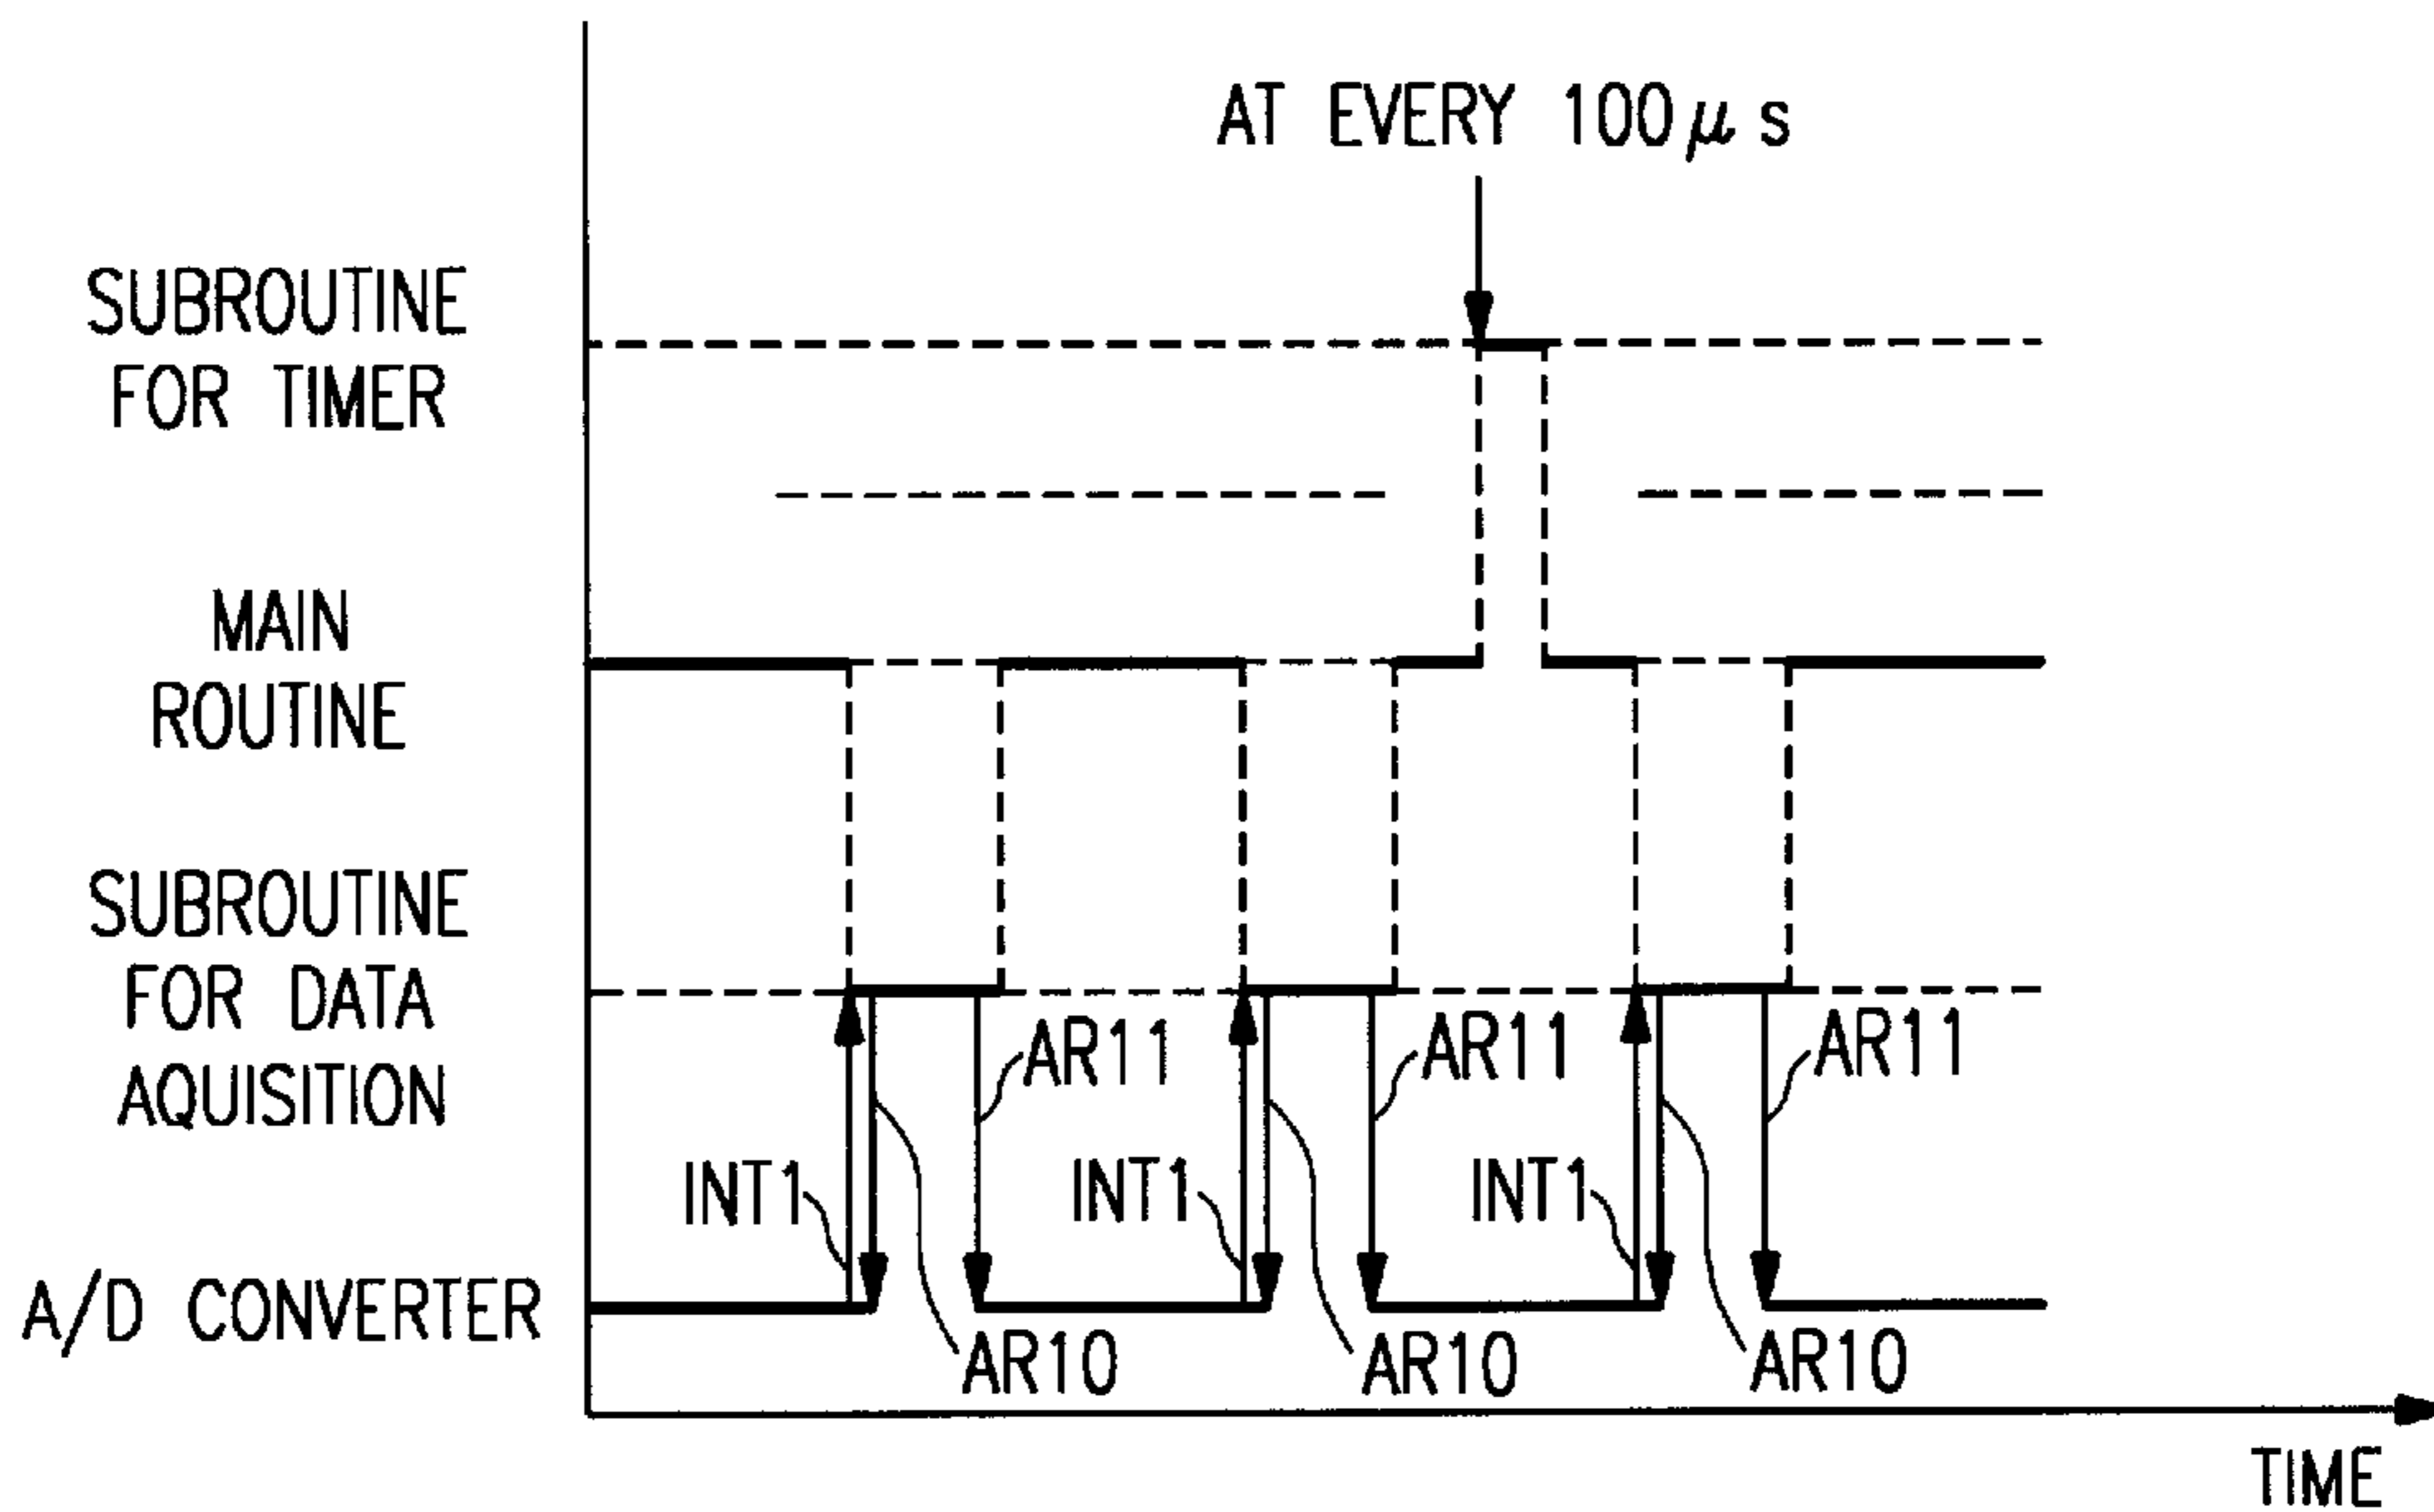 AT EVERY 100μs
SUBROUTINE
FOR TIMER
MAIN
ROUTINE
SUBROUTINE
FOR DATA
AQUISITION
AR11
AR11
AR11
INT1
INT1
INT1
A/D CONVERTER
AR10
AR10
AR10
TIME